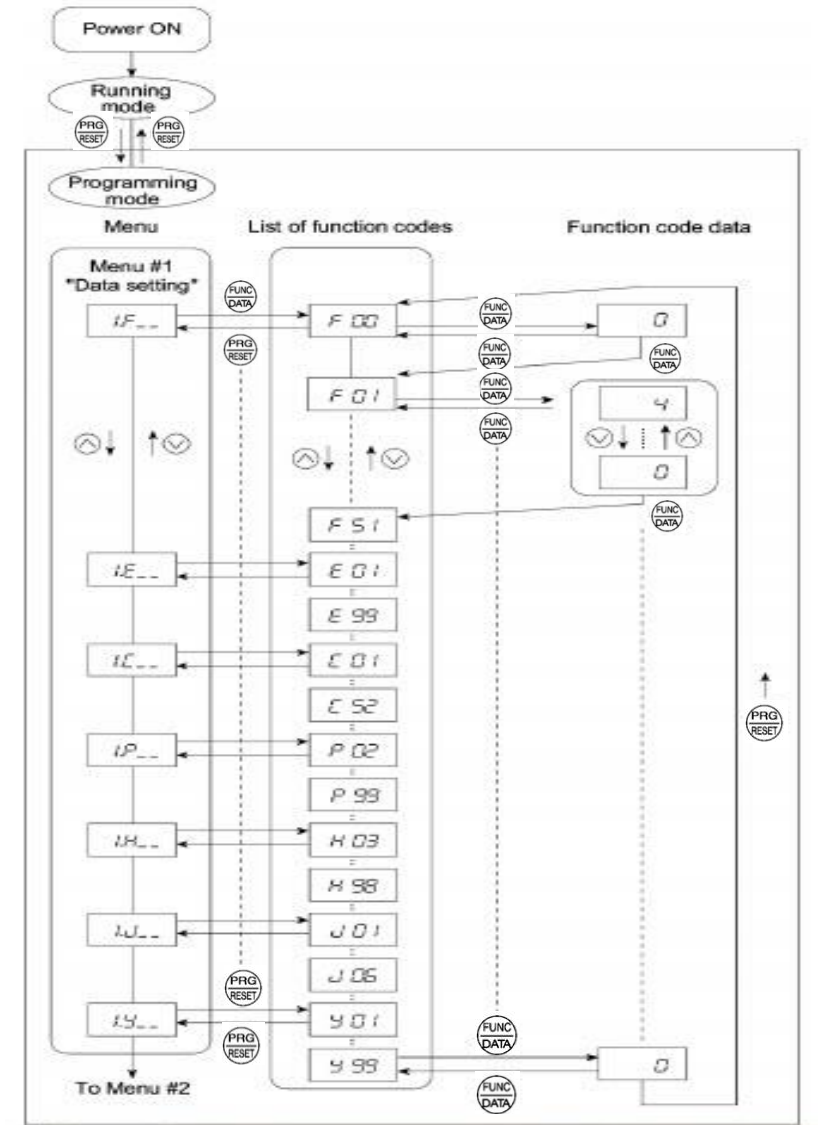 Power ON
Running
mode
PRG
RESET
PRG
RESET
Programming
mode
Menu
List of function codes
Function code data
Menu #1
"Data setting"
FUNC
DATA
1.F__
F 00
FUNC
DATA
0
PRG
RESET
FUNC
DATA
FUNC
DATA
F 01
FUNC
DATA
4
FUNC
DATA
0
F 51
FUNC
DATA
1.E__
E 01
E 99
1.C__
C 01
C 52
1.P__
P 02
PRG
RESET
P 99
1.H__
H 03
H 98
1.J__
J 01
J 06
PRG
RESET
1.y__
y 01
PRG
RESET
FUNC
DATA
y 99
0
FUNC
DATA
To Menu #2